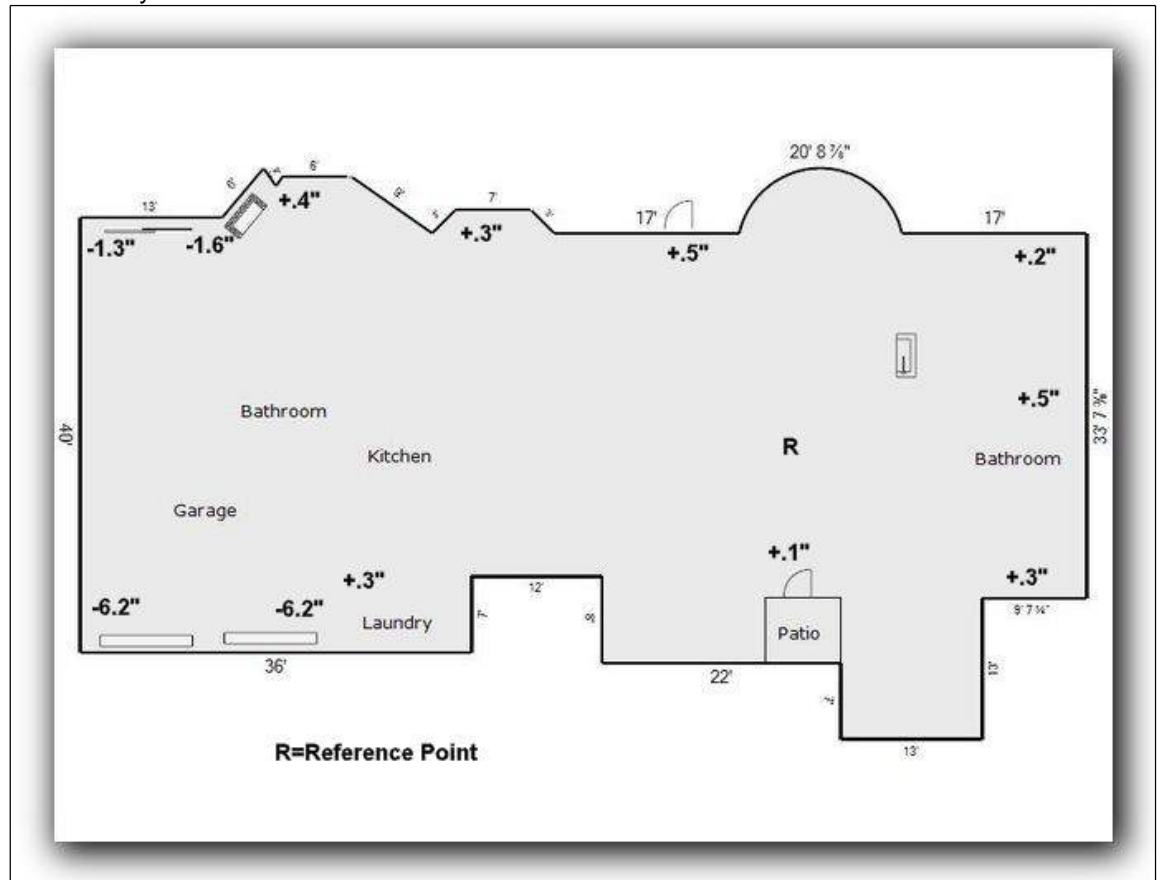 20' 8 ⅞"
6'
6'
13'
+.4"
7'
17'
17'
-1.3"
-1.6"
+.3"
+.5"
+.2"
+.5"
33' 7 ¾"
40'
Bathroom
Kitchen
R
Bathroom
Garage
+.1"
+.3"
+.3"
-6.2"
-6.2"
12'
9' 7 ¼"
7'
8'
Laundry
Patio
36'
22'
13'
7'
13'
R=Reference Point